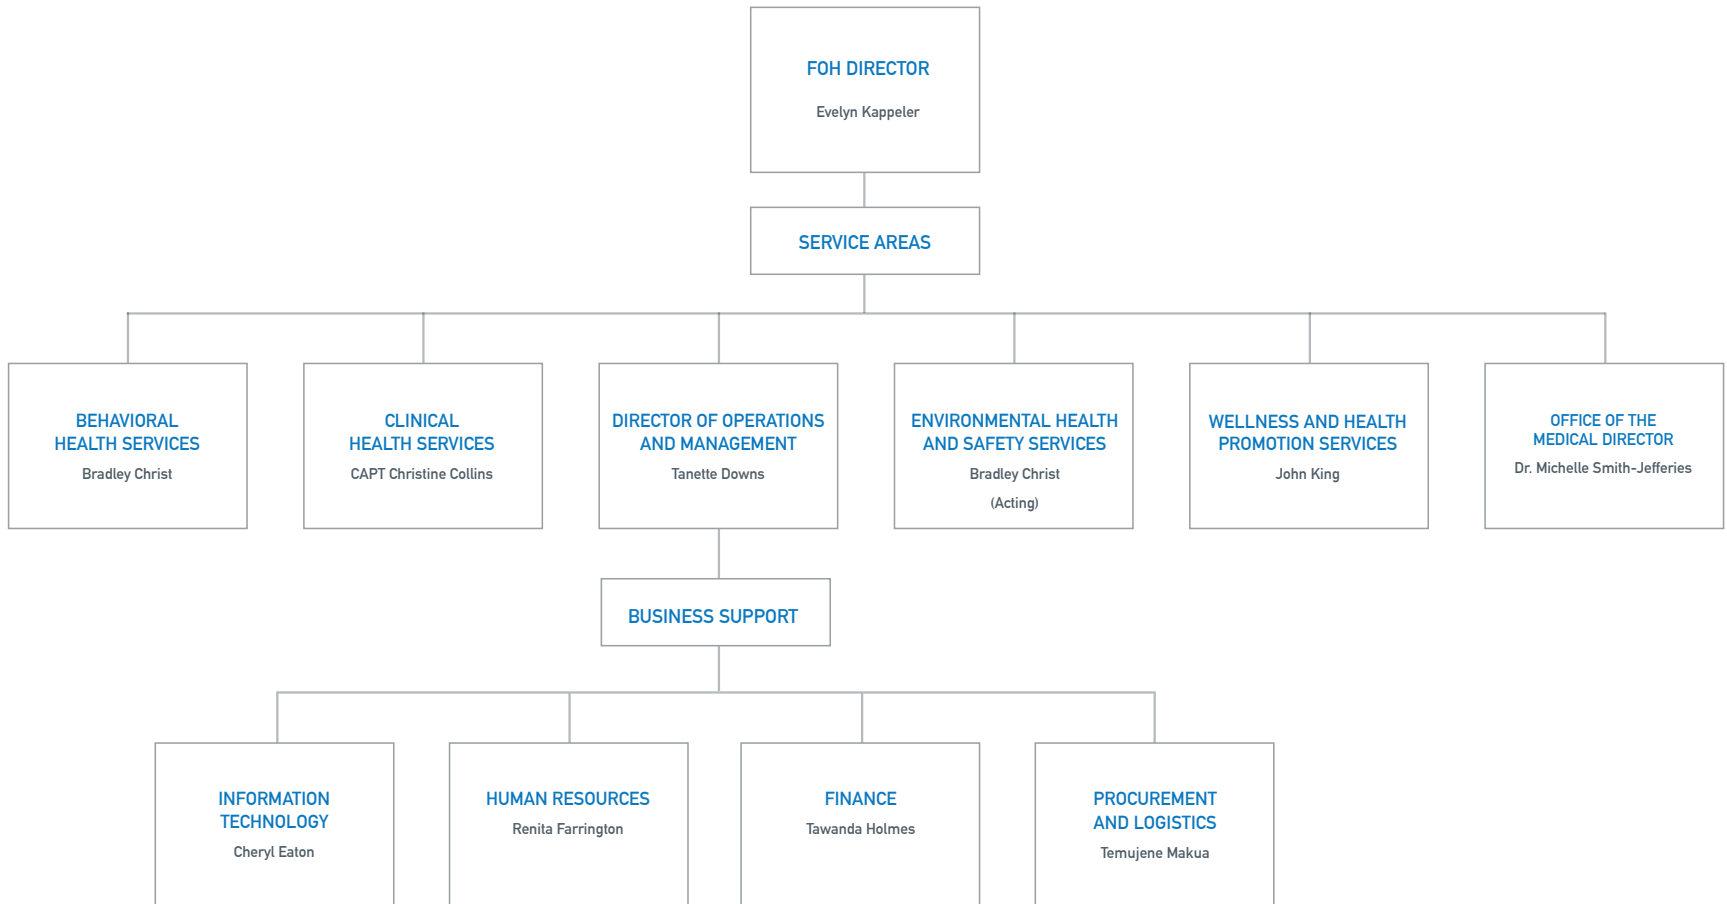 FOH DIRECTOR
Evelyn Kappeler
SERVICE AREAS
BEHAVIORAL
HEALTH SERVICES
Bradley Christ
CLINICAL
HEALTH SERVICES
CAPT Christine Collins
DIRECTOR OF OPERATIONS
AND MANAGEMENT
Tanette Downs
ENVIRONMENTAL HEALTH
AND SAFETY SERVICES
Bradley Christ
(Acting)
WELLNESS AND HEALTH
PROMOTION SERVICES
John King
OFFICE OF THE
MEDICAL DIRECTOR
Dr. Michelle Smith-Jefferies
BUSINESS SUPPORT
INFORMATION
TECHNOLOGY
Cheryl Eaton
HUMAN RESOURCES
Renita Farrington
FINANCE
Tawanda Holmes
PROCUREMENT
AND LOGISTICS
Temujene Makua